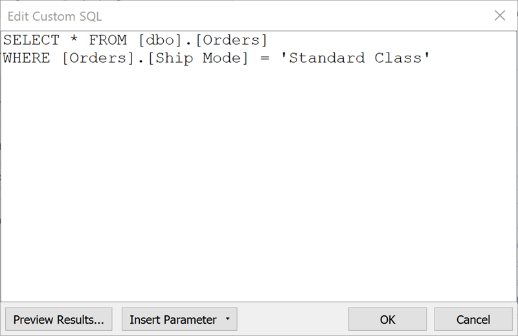 Edit Custom SQL
SELECT * FROM [dbo].[Orders]
WHERE [Orders].[Ship Mode] = 'Standard Class'
Preview Results...
Insert Parameter
OK
Cancel